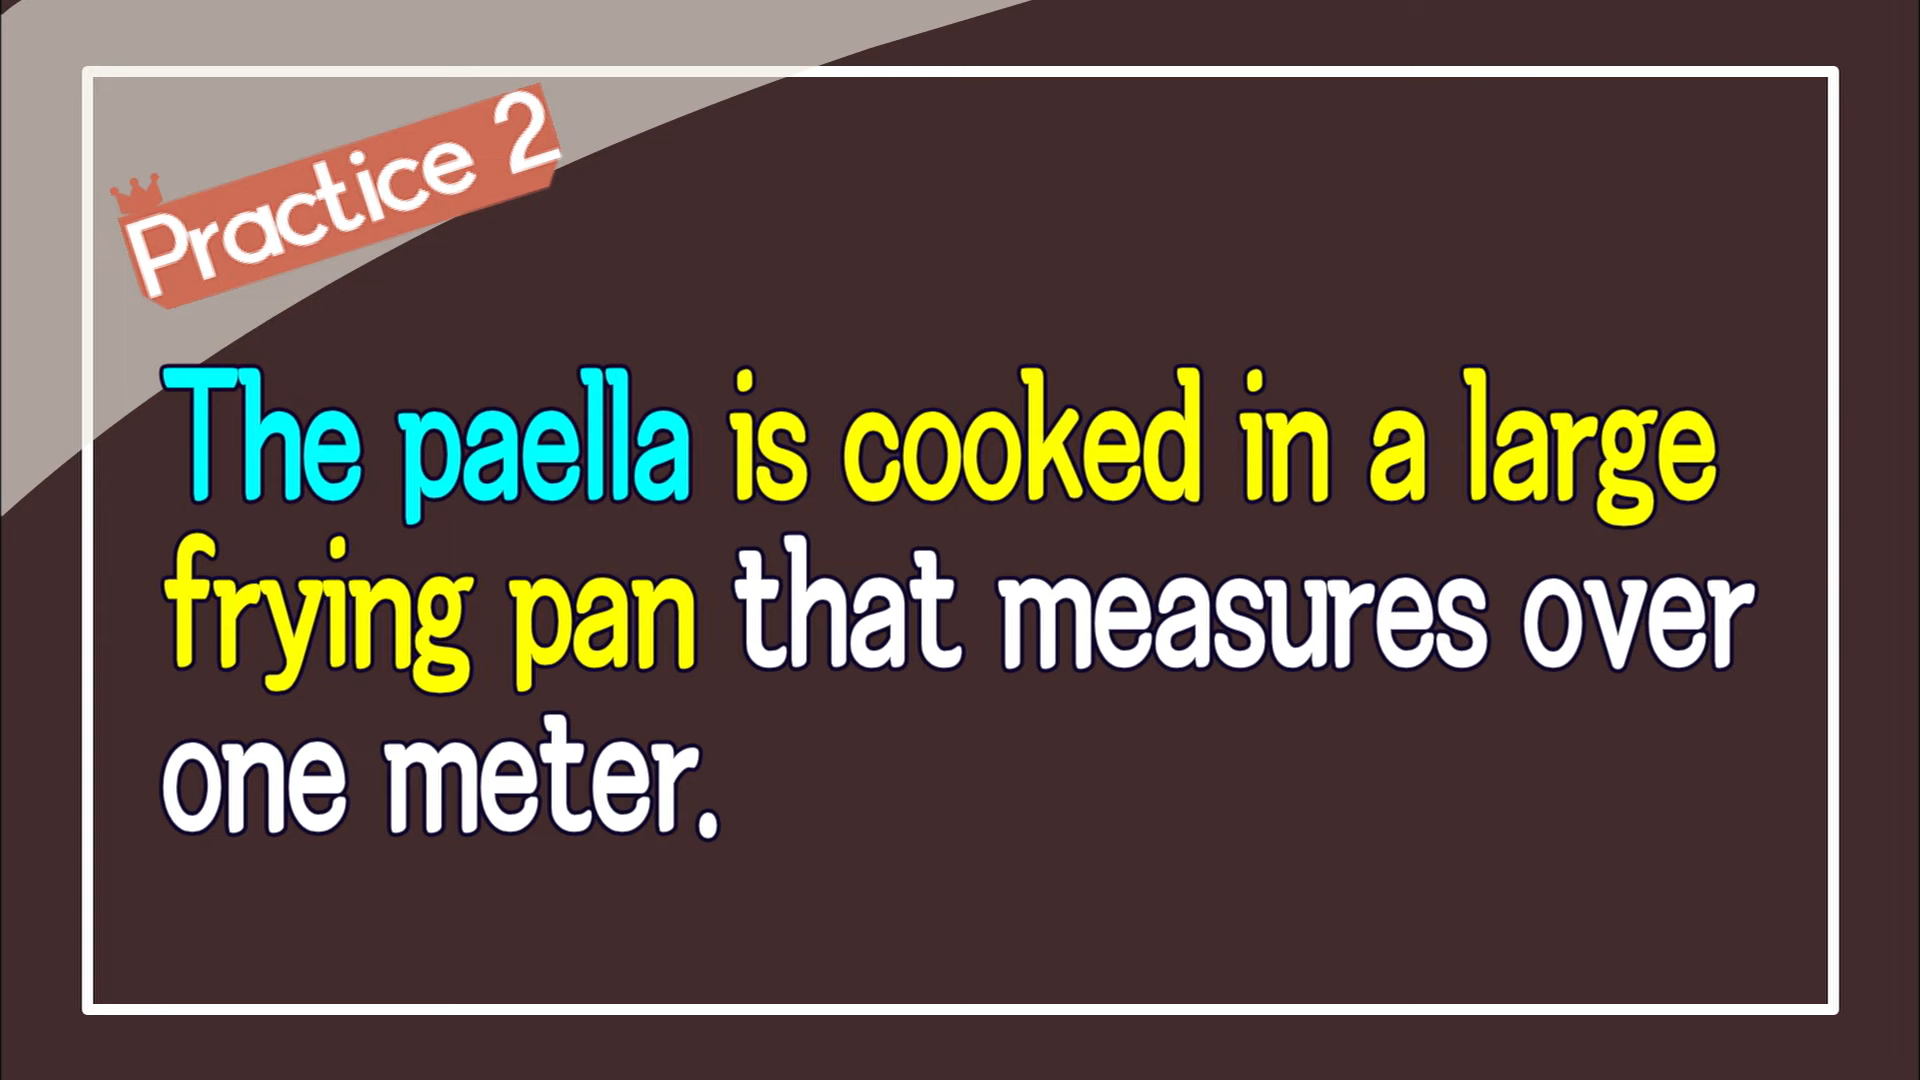 Practice 2
The paella is cooked in a large
frying pan that measures over
one meter.